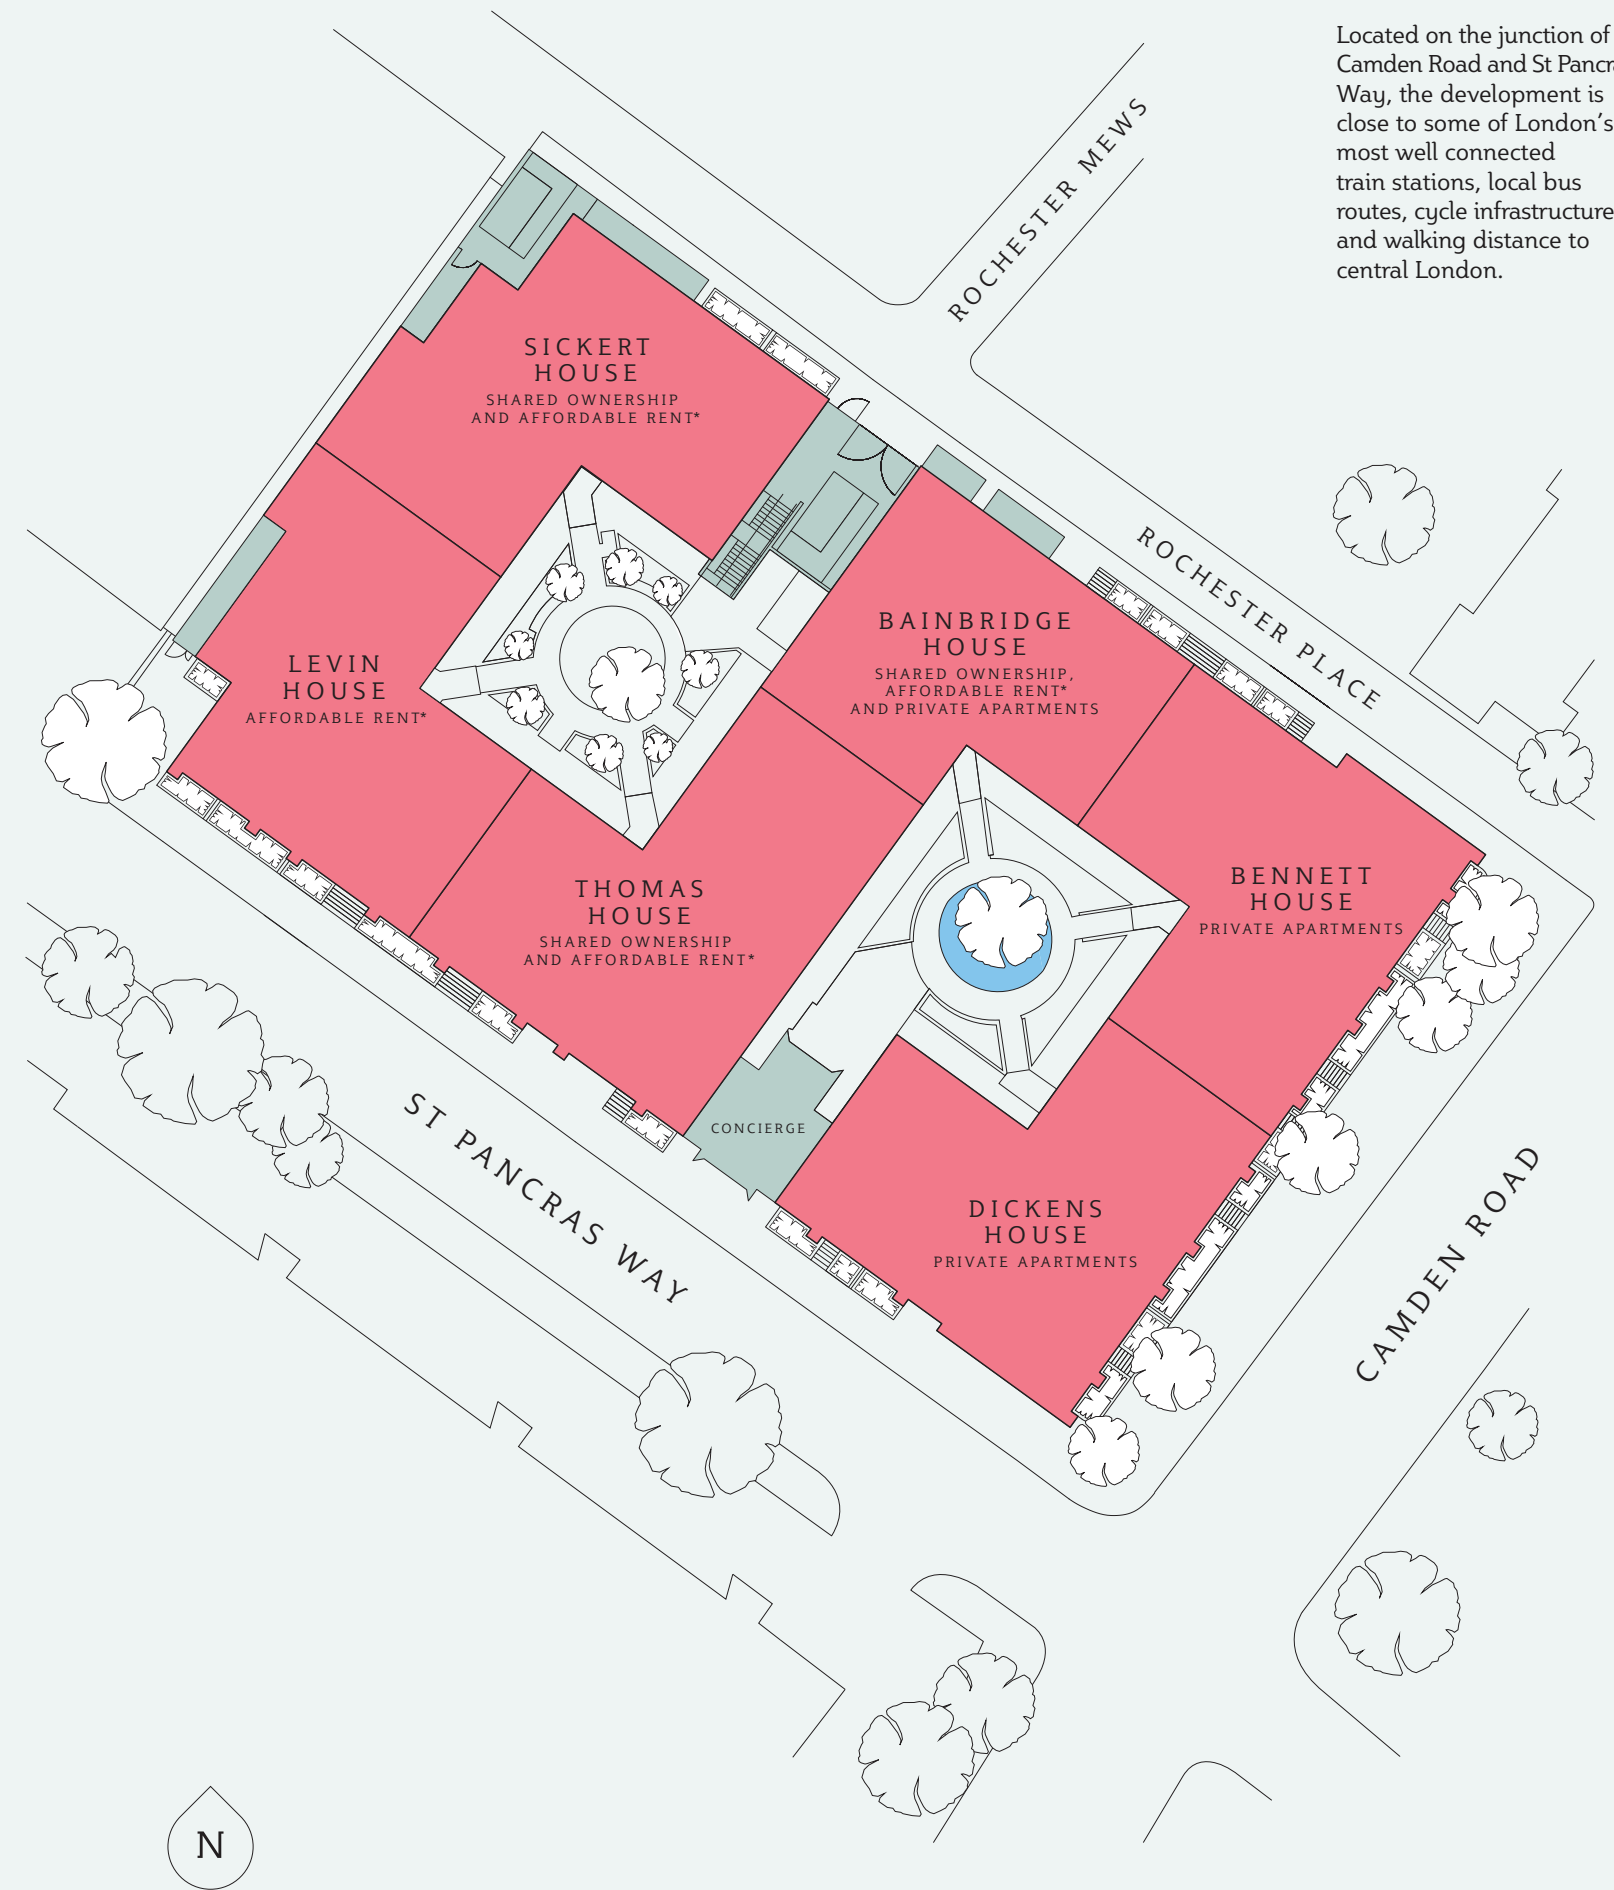 Located on the junction of
Camden Road and St
Way, the development is
close to some of London's
most well connected
train stations, local bus
routes, cycle infrastructure
and walking distance to
central London.
ROCHESTER MEWS
SICKERT
HOUSE
SHARED OWNERSHIP
AND AFFORDABLE RENT*
ROCHESTER PLACE
BAINBRIDGE
HOUSE
SHARED OWNERSHIP,
AFFORDABLE RENT*
AND PRIVATE APARTMENTS
LEVIN
HOUSE
AFFORDABLE RENT*
BENNETT
HOUSE
PRIVATE APARTMENTS
THOMAS
HOUSE
SHARED OWNERSHIP
AND AFFORDABLE RENT*
CONCIERGE
ST PANCRAS WAY
DICKENS
HOUSE
PRIVATE APARTMENTS
CAMDEN ROAD
N